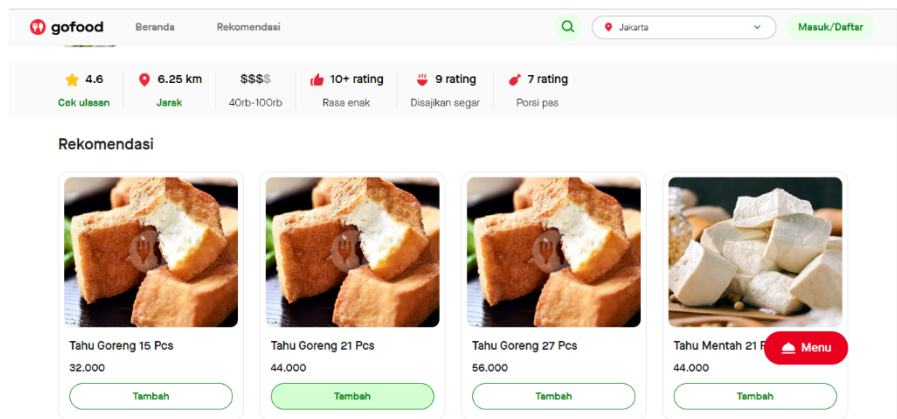 gofood Beranda Rekomendasi Jakarta Masuk/Daftar
4.6 6.25 km $$$$ 10+ rating 9 rating 7 rating
Cek ulasan Jarak 40rb-100rb Rasa enak Disajikan segar Porsi pas
Rekomendasi
Tahu Goreng 15 Pcs Tahu Goreng 21 Pcs Tahu Goreng 27 Pcs Tahu Mentah 21 Menu
32.000 44.000 56.000 44.000
Tambah Tambah Tambah Tambah